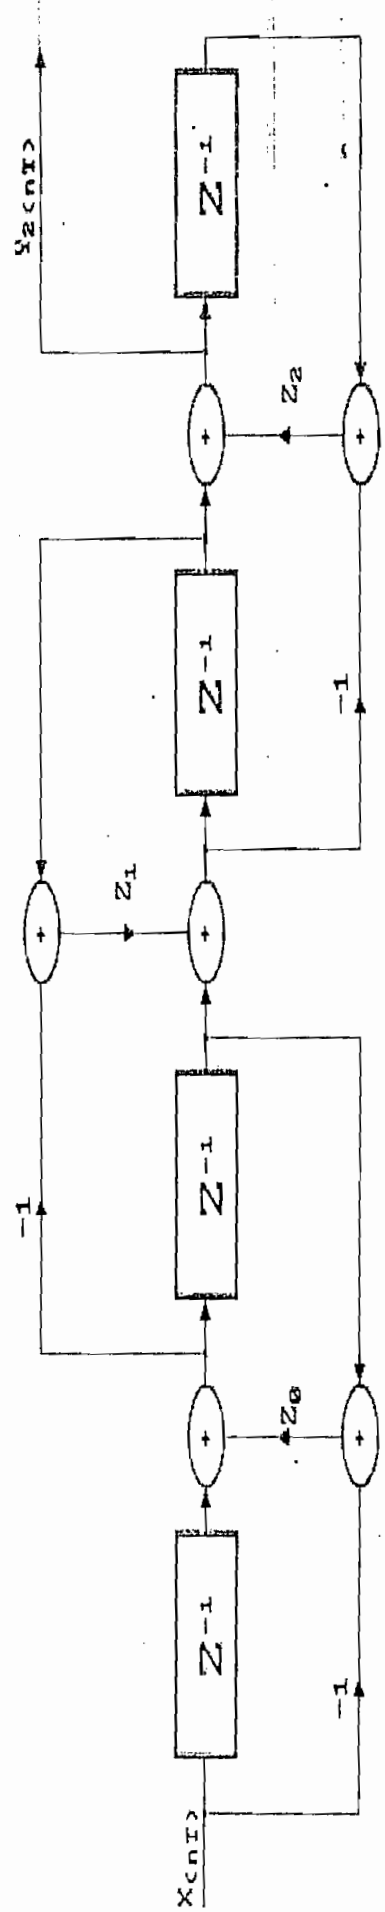 X(nT)
Z⁻¹
-1
+
Z₀
+
-1
Z⁻¹
+
Z₁
+
Z⁻¹
-1
+
Z₂
+
Z⁻¹
Y₂(nT)